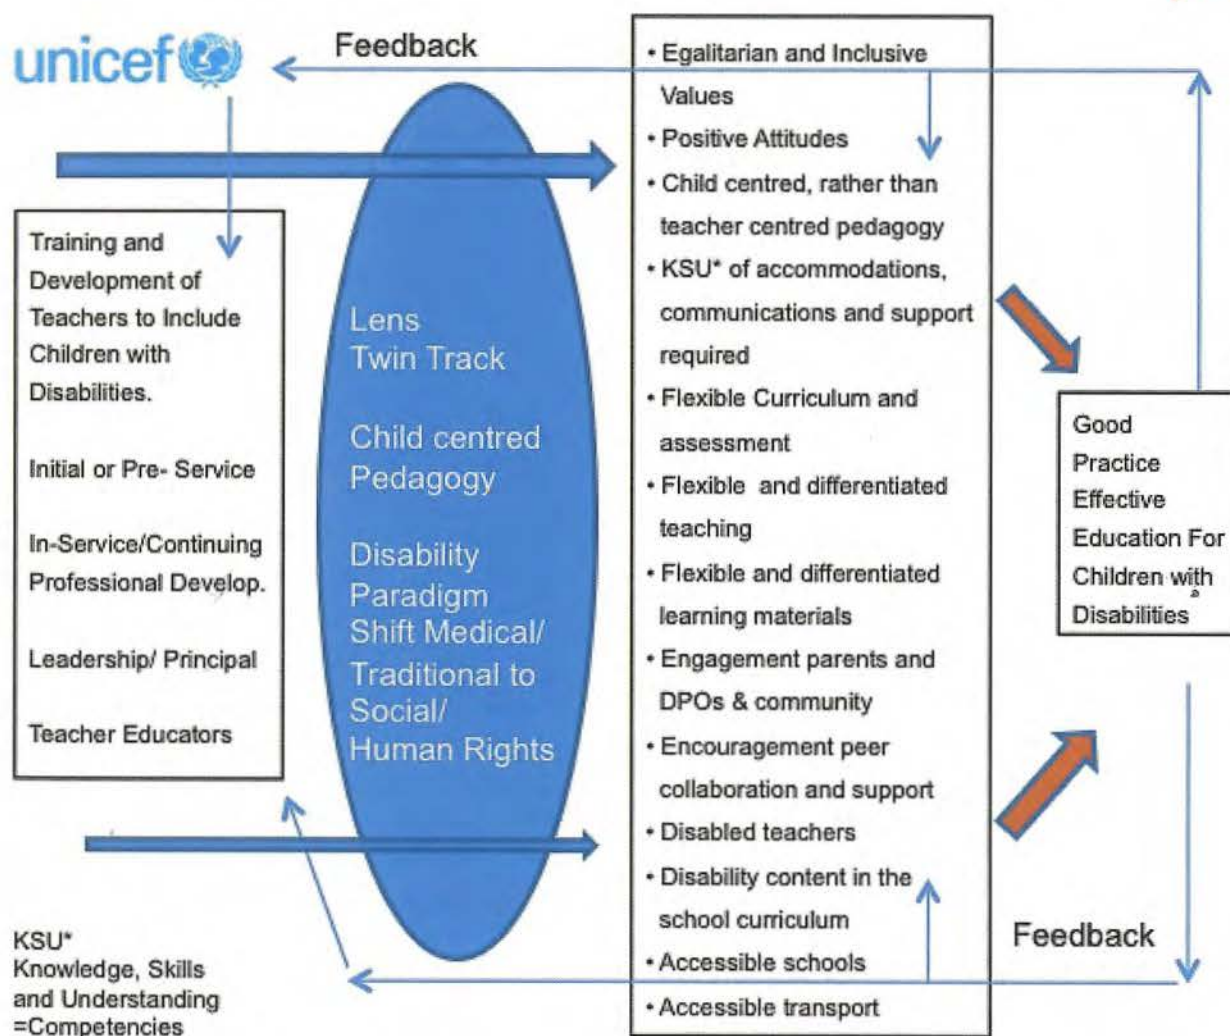 unicef
Feedback
Training and
Development of
Teachers to Include
Children with
Disabilities.
Initial or Pre- Service
In-Service/Continuing
Professional Develop.
Leadership/ Principal
Teacher Educators
Lens
Twin Track
Child centred
Pedagogy
Disability
Paradigm
Shift Medical/
Traditional to
Social/
Human Rights
• Egalitarian and Inclusive
Values
• Positive Attitudes
• Child centred, rather than
teacher centred pedagogy
• KSU* of accommodations,
communications and support
required
• Flexible Curriculum and
assessment
• Flexible and differentiated
teaching
• Flexible and differentiated
learning materials
• Engagement parents and
DPOs & community
• Encouragement peer
collaboration and support
• Disabled teachers
• Disability content in the
school curriculum
• Accessible schools
• Accessible transport
Good
Practice
Effective
Education For
Children with
Disabilities
Feedback
KSU*
Knowledge, Skills
and Understanding
=Competencies